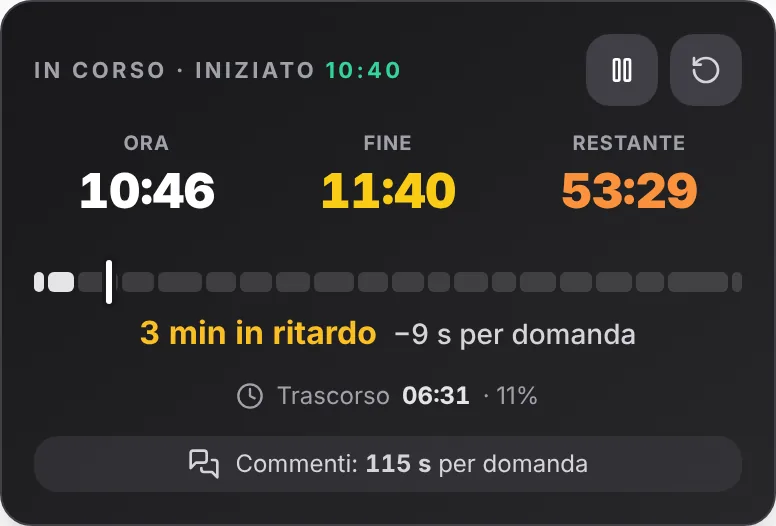 IN CORSO · INIZIATO 10:40
ORA FINE RESTANTE
10:46 11:40 53:29
3 min in ritardo −9 s per domanda
Trascorso 06:31 · 11%
Commenti: 115 s per domanda